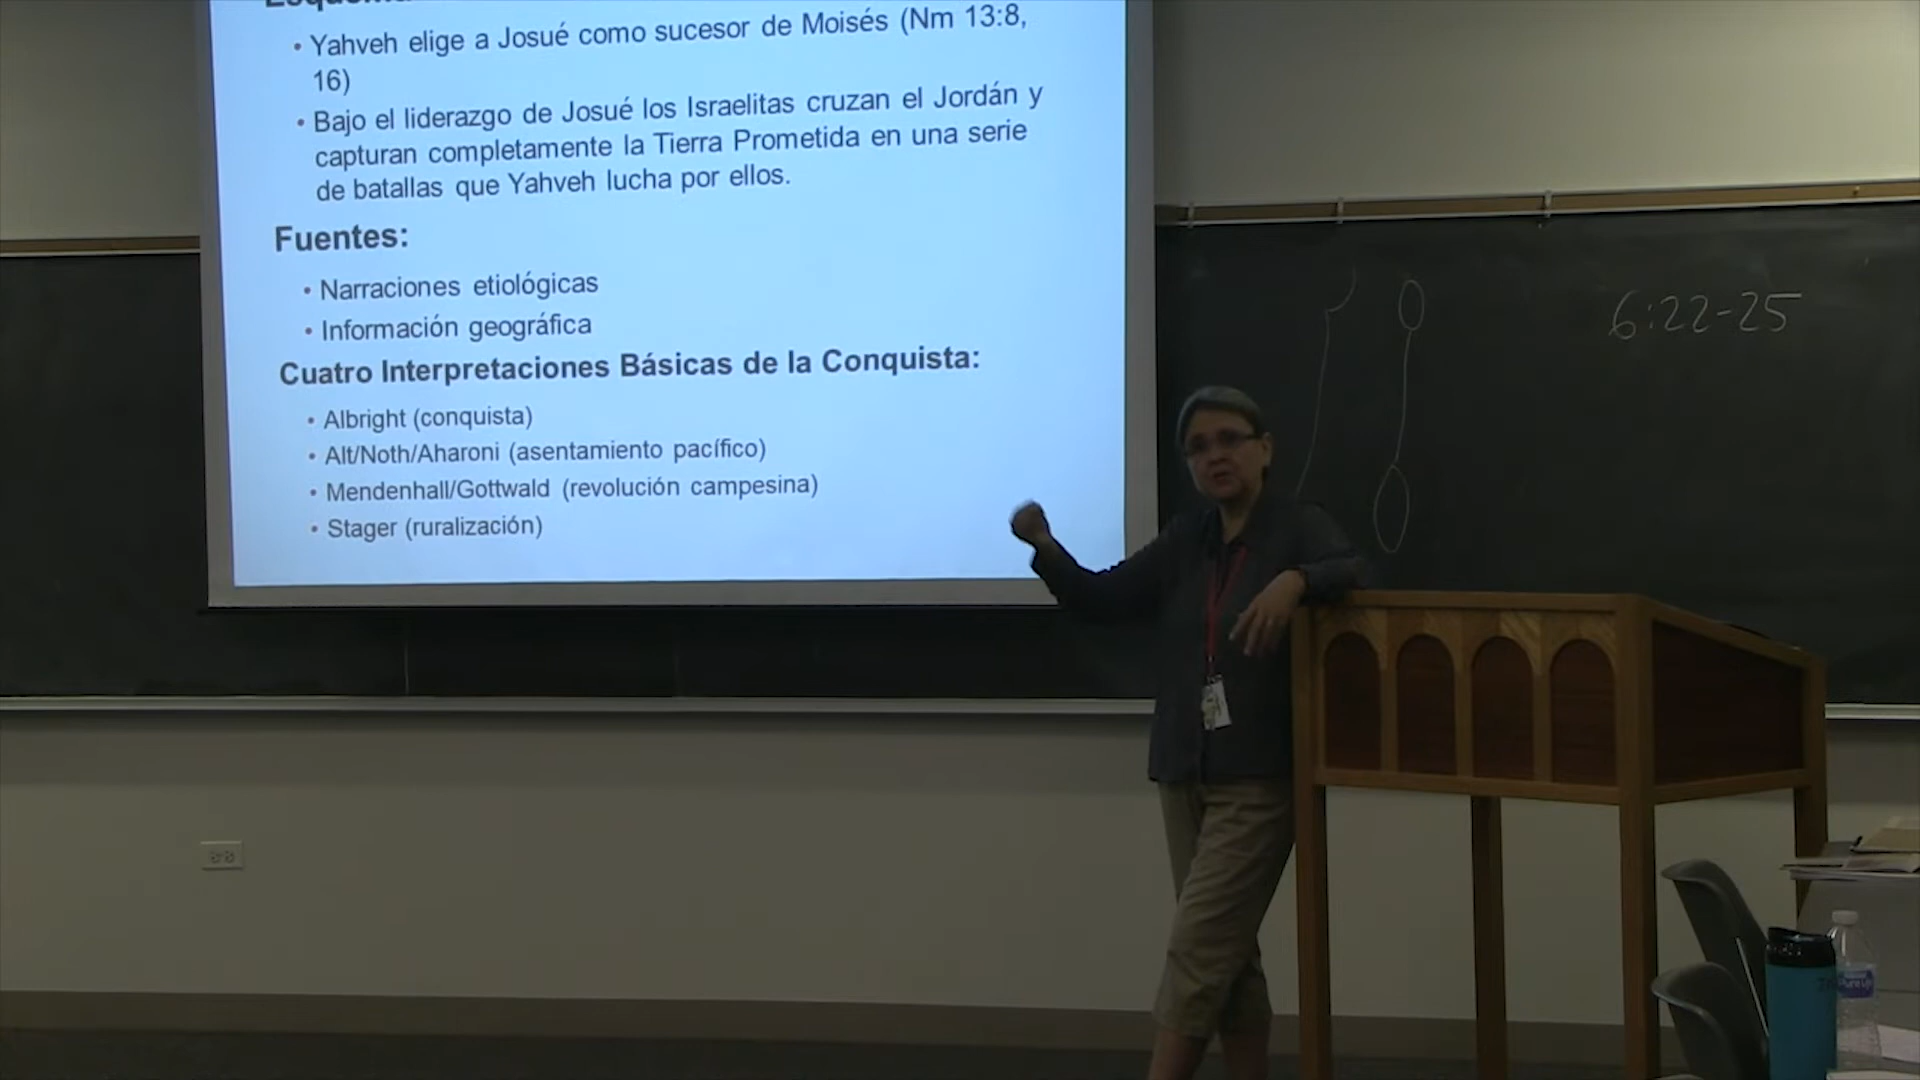 Yahveh elige a Josué como sucesor de Moisés (Nm 13:8,
16)
Bajo el liderazgo de Josué los Israelitas cruzan el Jordán y
capturan completamente la Tierra Prometida en una serie
de batallas que Yahveh lucha por ellos.
Fuentes:
Narraciones etiológicas
Información geográfica
Cuatro Interpretaciones Básicas de la Conquista:
Albright (conquista)
Alt/Noth/Aharoni (asentamiento pacífico)
Mendenhall/Gottwald (revolución campesina)
Stager (ruralización)
6:22-25